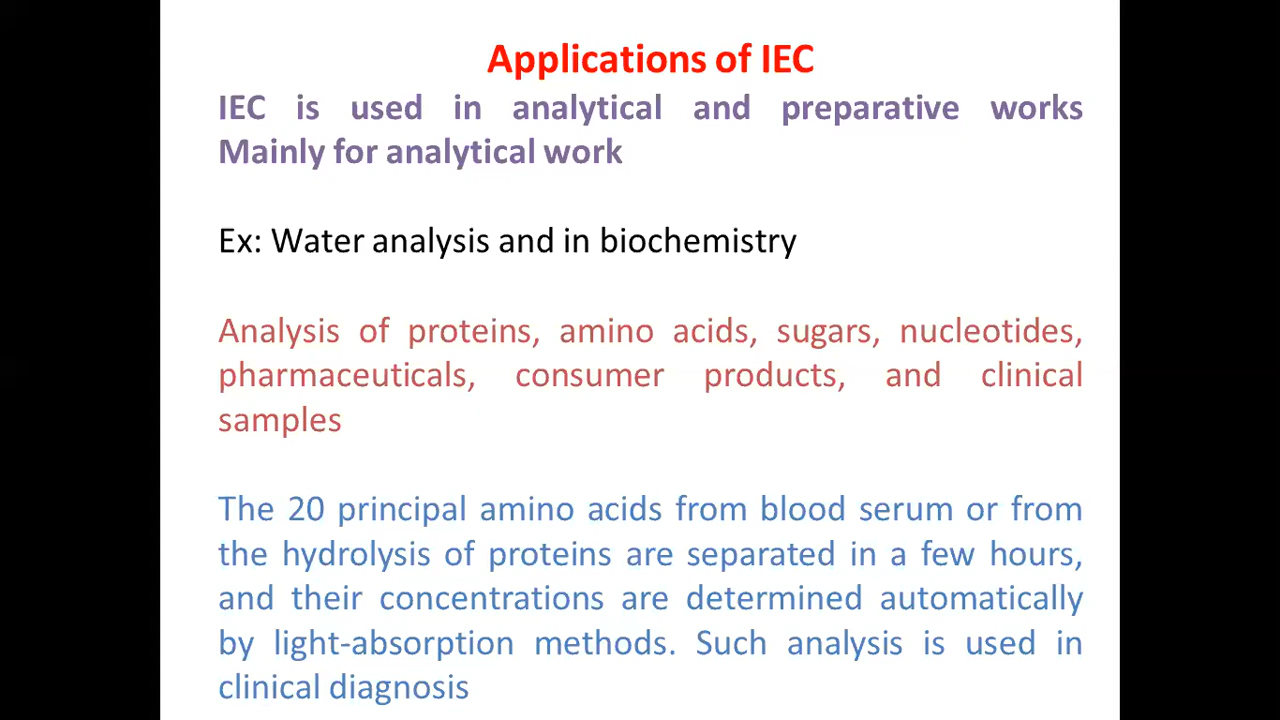 Applications of IEC
IEC is used in analytical and preparative works
Mainly for analytical work
Ex: Water analysis and in biochemistry
Analysis of proteins, amino acids, sugars, nucleotides,
pharmaceuticals, consumer products, and clinical
samples
The 20 principal amino acids from blood serum or from
the hydrolysis of proteins are separated in a few hours,
and their concentrations are determined automatically
by light-absorption methods. Such analysis is used in
clinical diagnosis